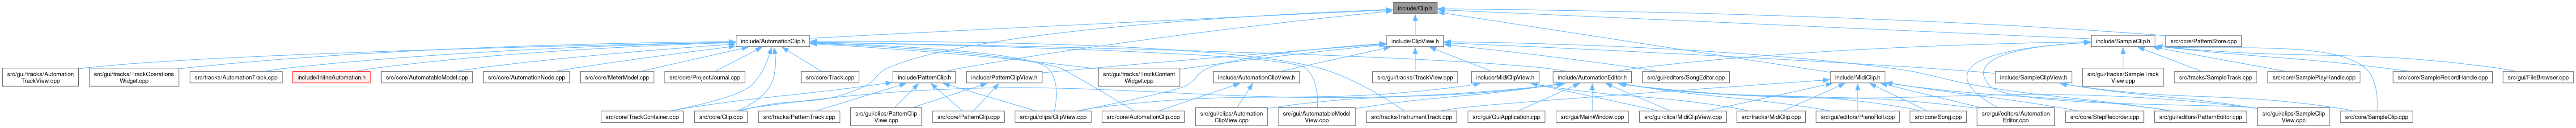 include/Clip.h
include/AutomationClip.h
include/ClipView.h
include/SampleClip.h
src/core/PatternStore.cpp
src/gui/tracks/Automation
TrackView.cpp
src/gui/tracks/TrackOperations
Widget.cpp
src/tracks/AutomationTrack.cpp
include/InlineAutomation.h
src/core/AutomatableModel.cpp
src/core/AutomationNode.cpp
src/core/MeterModel.cpp
src/core/ProjectJournal.cpp
src/core/Track.cpp
include/PatternClip.h
include/PatternClipView.h
src/gui/tracks/TrackContent
Widget.cpp
include/AutomationClipView.h
src/gui/tracks/TrackView.cpp
include/MidiClipView.h
include/AutomationEditor.h
src/gui/editors/SongEditor.cpp
include/MidiClip.h
include/SampleClipView.h
src/gui/tracks/SampleTrack
View.cpp
src/tracks/SampleTrack.cpp
src/core/SamplePlayHandle.cpp
src/core/SampleRecordHandle.cpp
src/gui/FileBrowser.cpp
src/core/TrackContainer.cpp
src/core/Clip.cpp
src/tracks/PatternTrack.cpp
src/gui/clips/PatternClip
View.cpp
src/core/PatternClip.cpp
src/gui/clips/ClipView.cpp
src/core/AutomationClip.cpp
src/gui/clips/Automation
ClipView.cpp
src/gui/AutomatableModel
View.cpp
src/tracks/InstrumentTrack.cpp
src/gui/GuiApplication.cpp
src/gui/MainWindow.cpp
src/gui/clips/MidiClipView.cpp
src/tracks/MidiClip.cpp
src/gui/editors/PianoRoll.cpp
src/core/Song.cpp
src/gui/editors/Automation
Editor.cpp
src/core/StepRecorder.cpp
src/gui/editors/PatternEditor.cpp
src/gui/clips/SampleClip
View.cpp
src/core/SampleClip.cpp